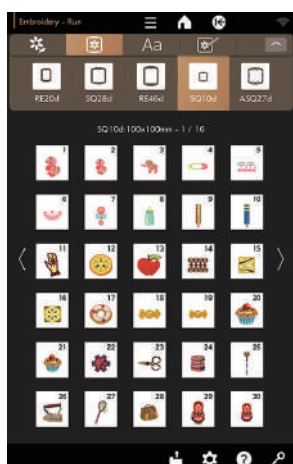 Embroidery - Run
Aa
RE20d SQ28d RE46d SQ10d ASQ27d
SQ10d:100x100mm - 1 / 16
1 2 3 4 5
6 7 8 9 10
11 12 13 14 15
16 17 18 19 20
21 22 23 24 25
26 27 28 29 30
?